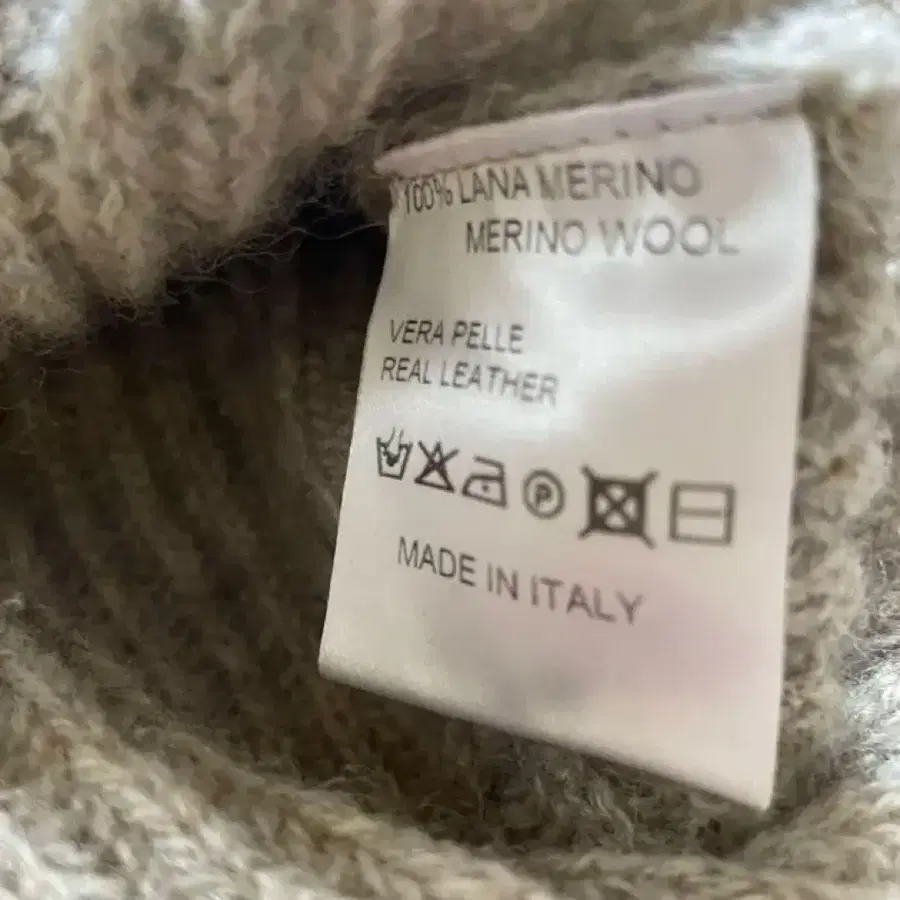 100% LANA MERINO
MERINO WOOL
VERA PELLE
REAL LEATHER
P
MADE IN ITALY